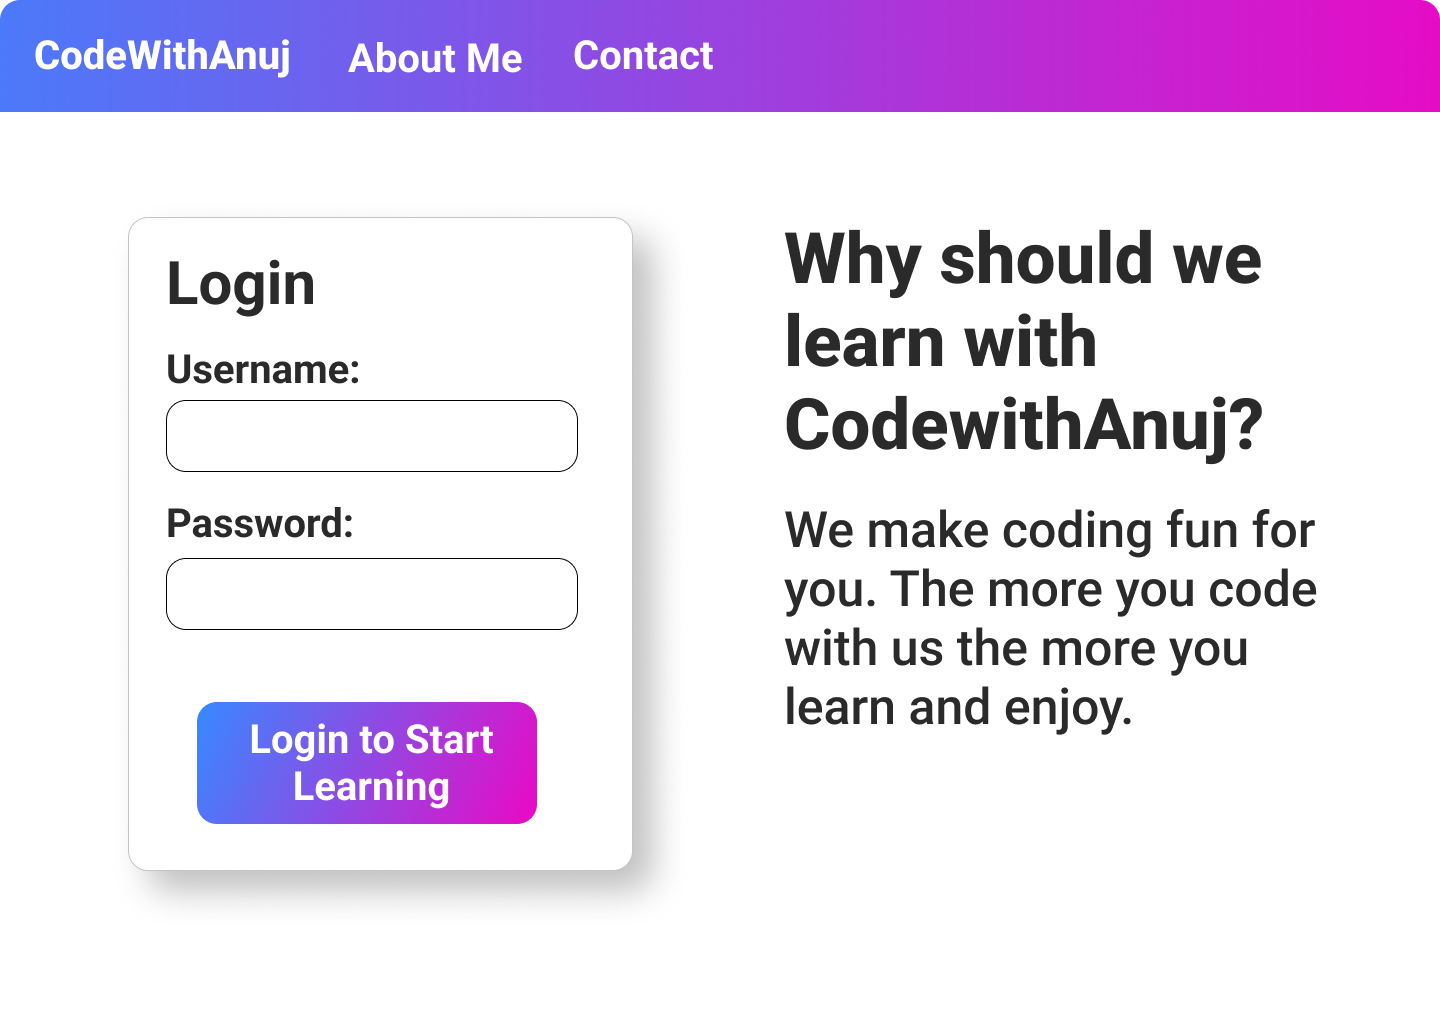 CodeWithAnuj About Me Contact
Login
Username:
Password:
Login to Start
Learning
Why should we
learn with
CodewithAnuj?
We make coding fun for
you. The more you code
with us the more you
learn and enjoy.